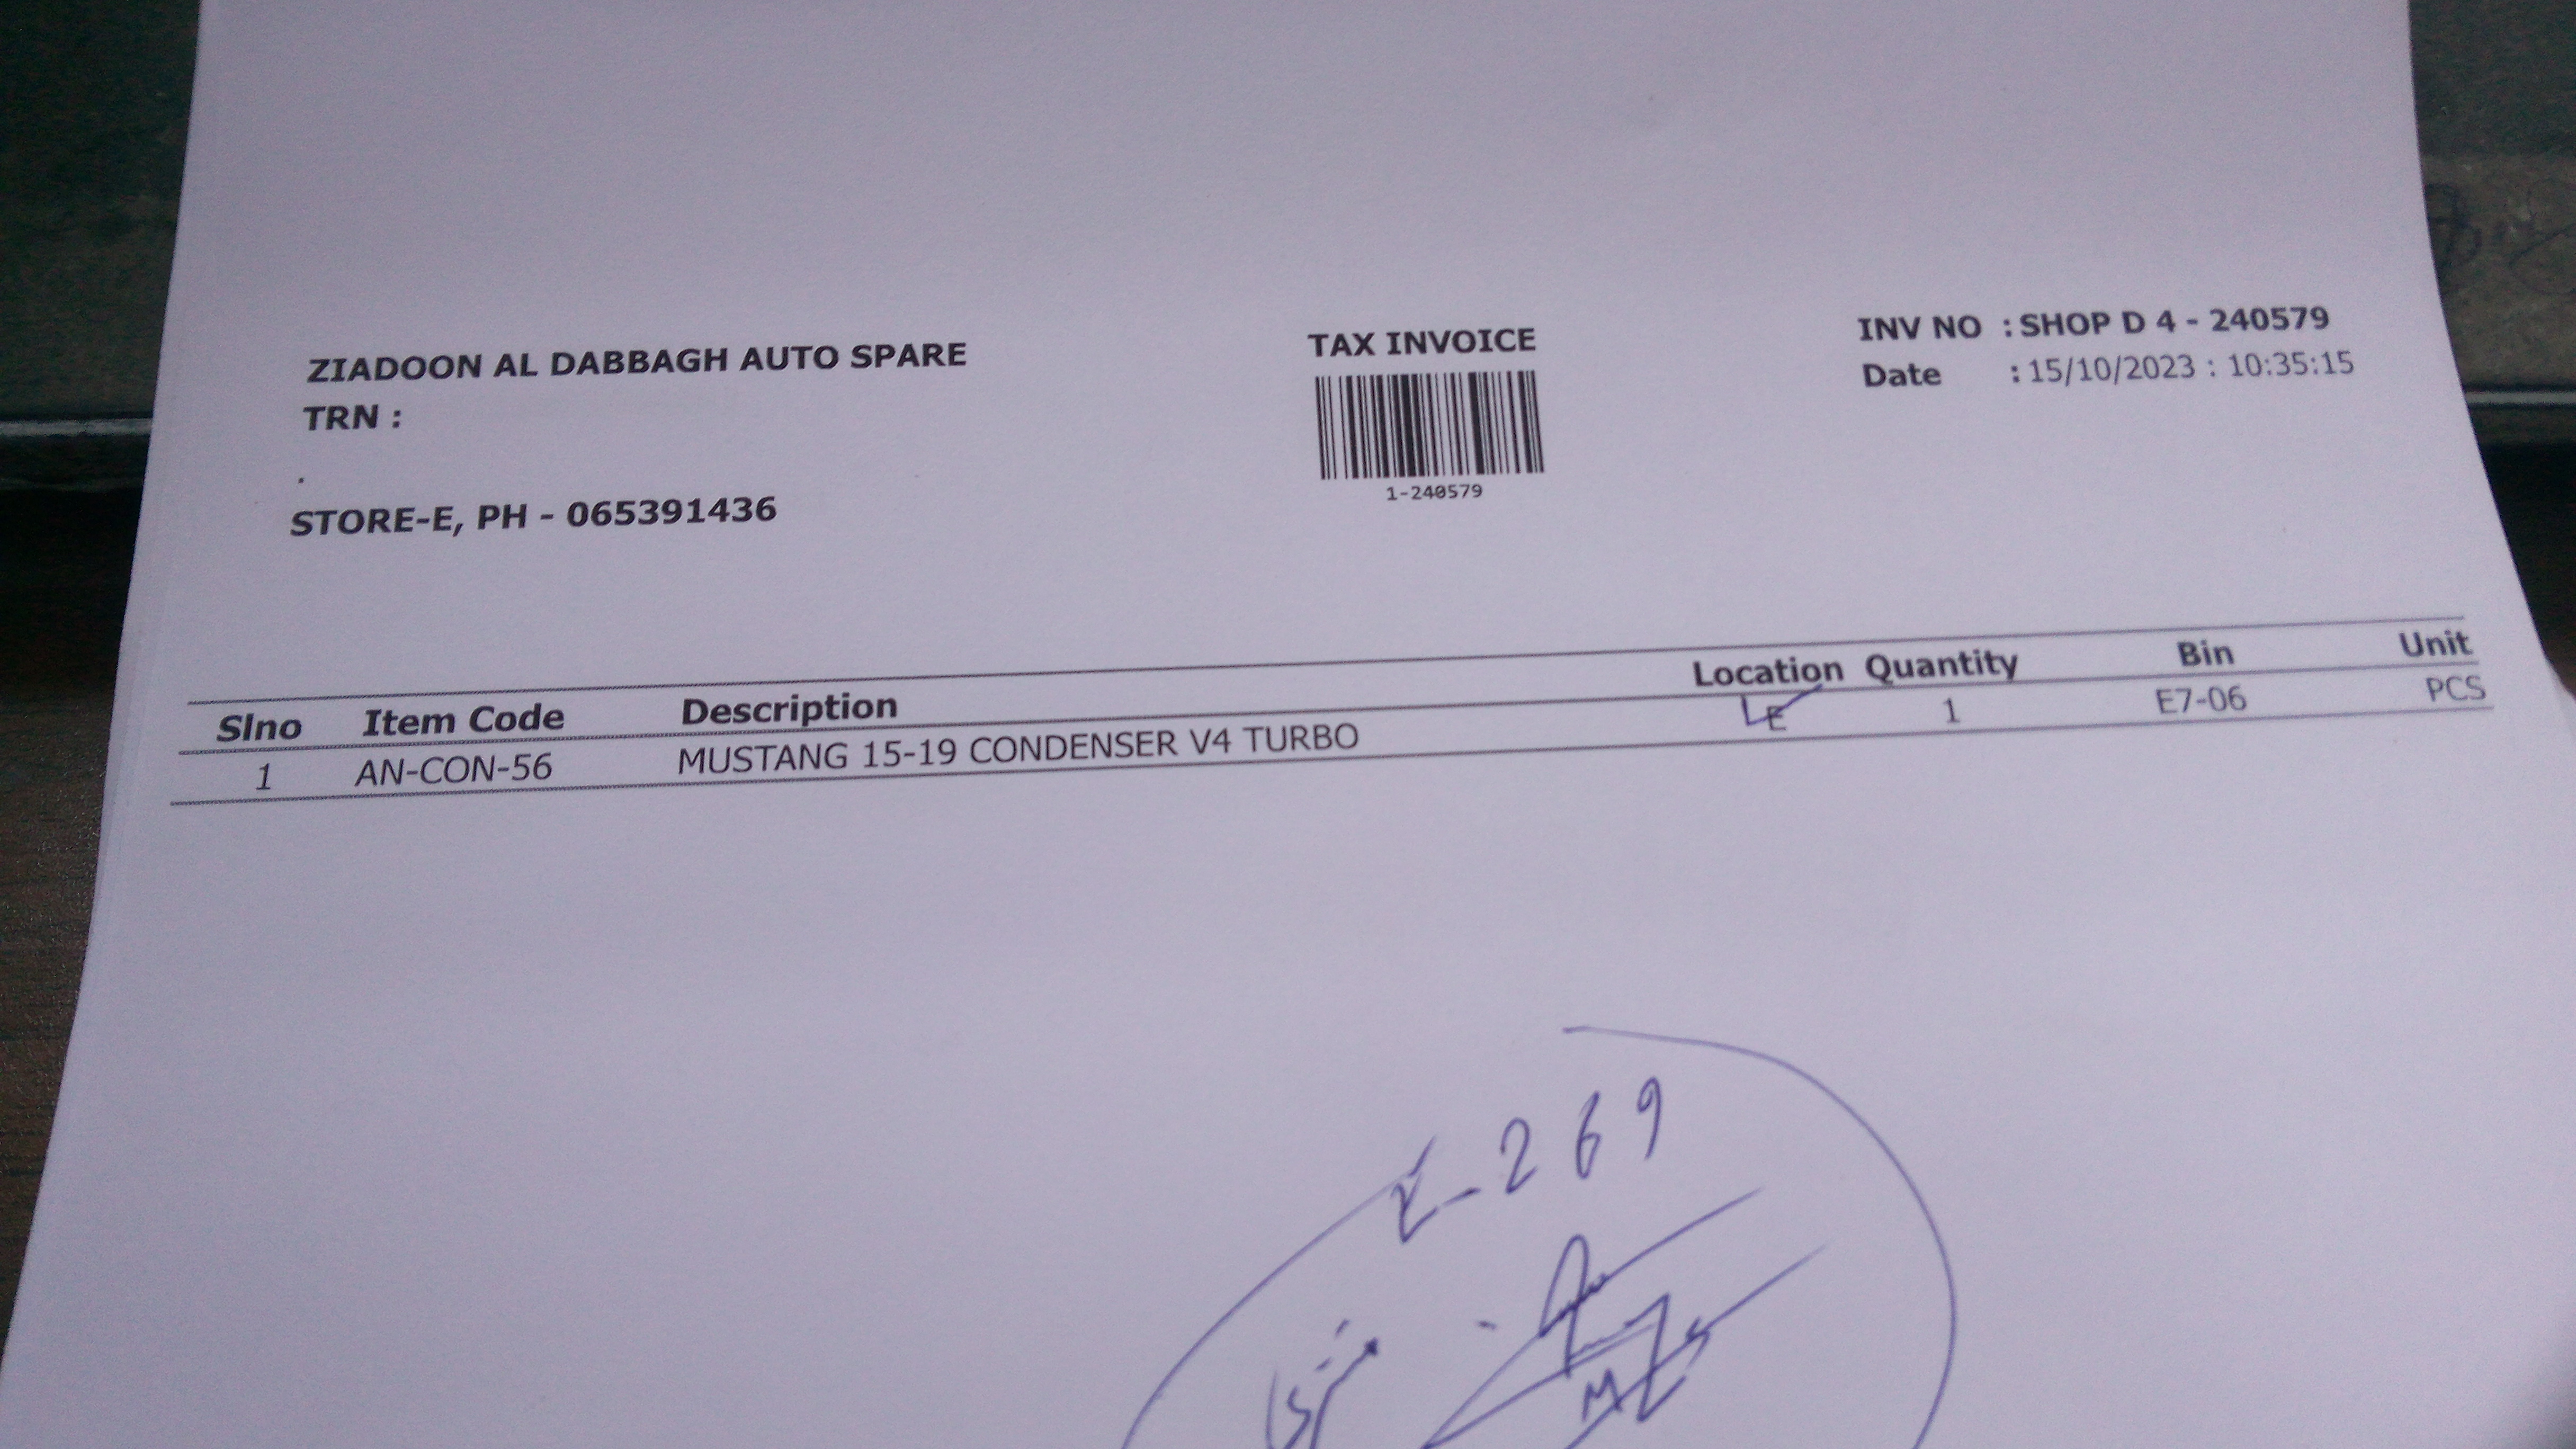 ZIADOON AL DABBAGH AUTO SPARE
TRN :
.
STORE-E, PH - 065391436
TAX INVOICE
1-240579
INV NO : SHOP D 4 - 240579
Date : 15/10/2023 : 10:35:15
Slno Item Code Description Location Quantity Bin Unit
1 AN-CON-56 MUSTANG 15-19 CONDENSER V4 TURBO E 1 E7-06 PCS
E-269